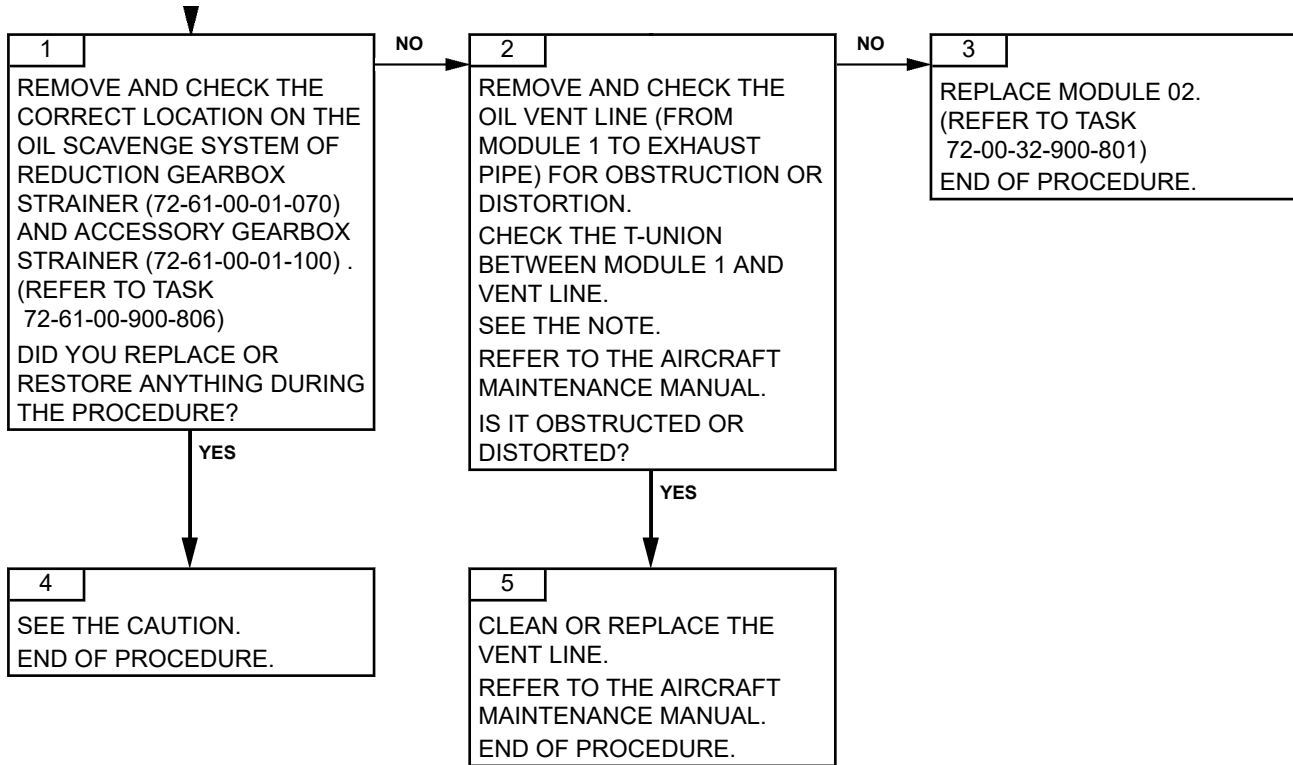 1
REMOVE AND CHECK THE
CORRECT LOCATION ON THE
OIL SCAVENGE SYSTEM OF
REDUCTION GEARBOX
STRAINER (72-61-00-01-070)
AND ACCESSORY GEARBOX
STRAINER (72-61-00-01-100) .
(REFER TO TASK
72-61-00-900-806)
DID YOU REPLACE OR
RESTORE ANYTHING DURING
THE PROCEDURE?
NO
YES
2
REMOVE AND CHECK THE
OIL VENT LINE (FROM
MODULE 1 TO EXHAUST
PIPE) FOR OBSTRUCTION OR
DISTORTION.
CHECK THE T-UNION
BETWEEN MODULE 1 AND
VENT LINE.
SEE THE NOTE.
REFER TO THE AIRCRAFT
MAINTENANCE MANUAL.
IS IT OBSTRUCTED OR
DISTORTED?
NO
YES
3
REPLACE MODULE 02.
(REFER TO TASK
72-00-32-900-801)
END OF PROCEDURE.
4
SEE THE CAUTION.
END OF PROCEDURE.
5
CLEAN OR REPLACE THE
VENT LINE.
REFER TO THE AIRCRAFT
MAINTENANCE MANUAL.
END OF PROCEDURE.